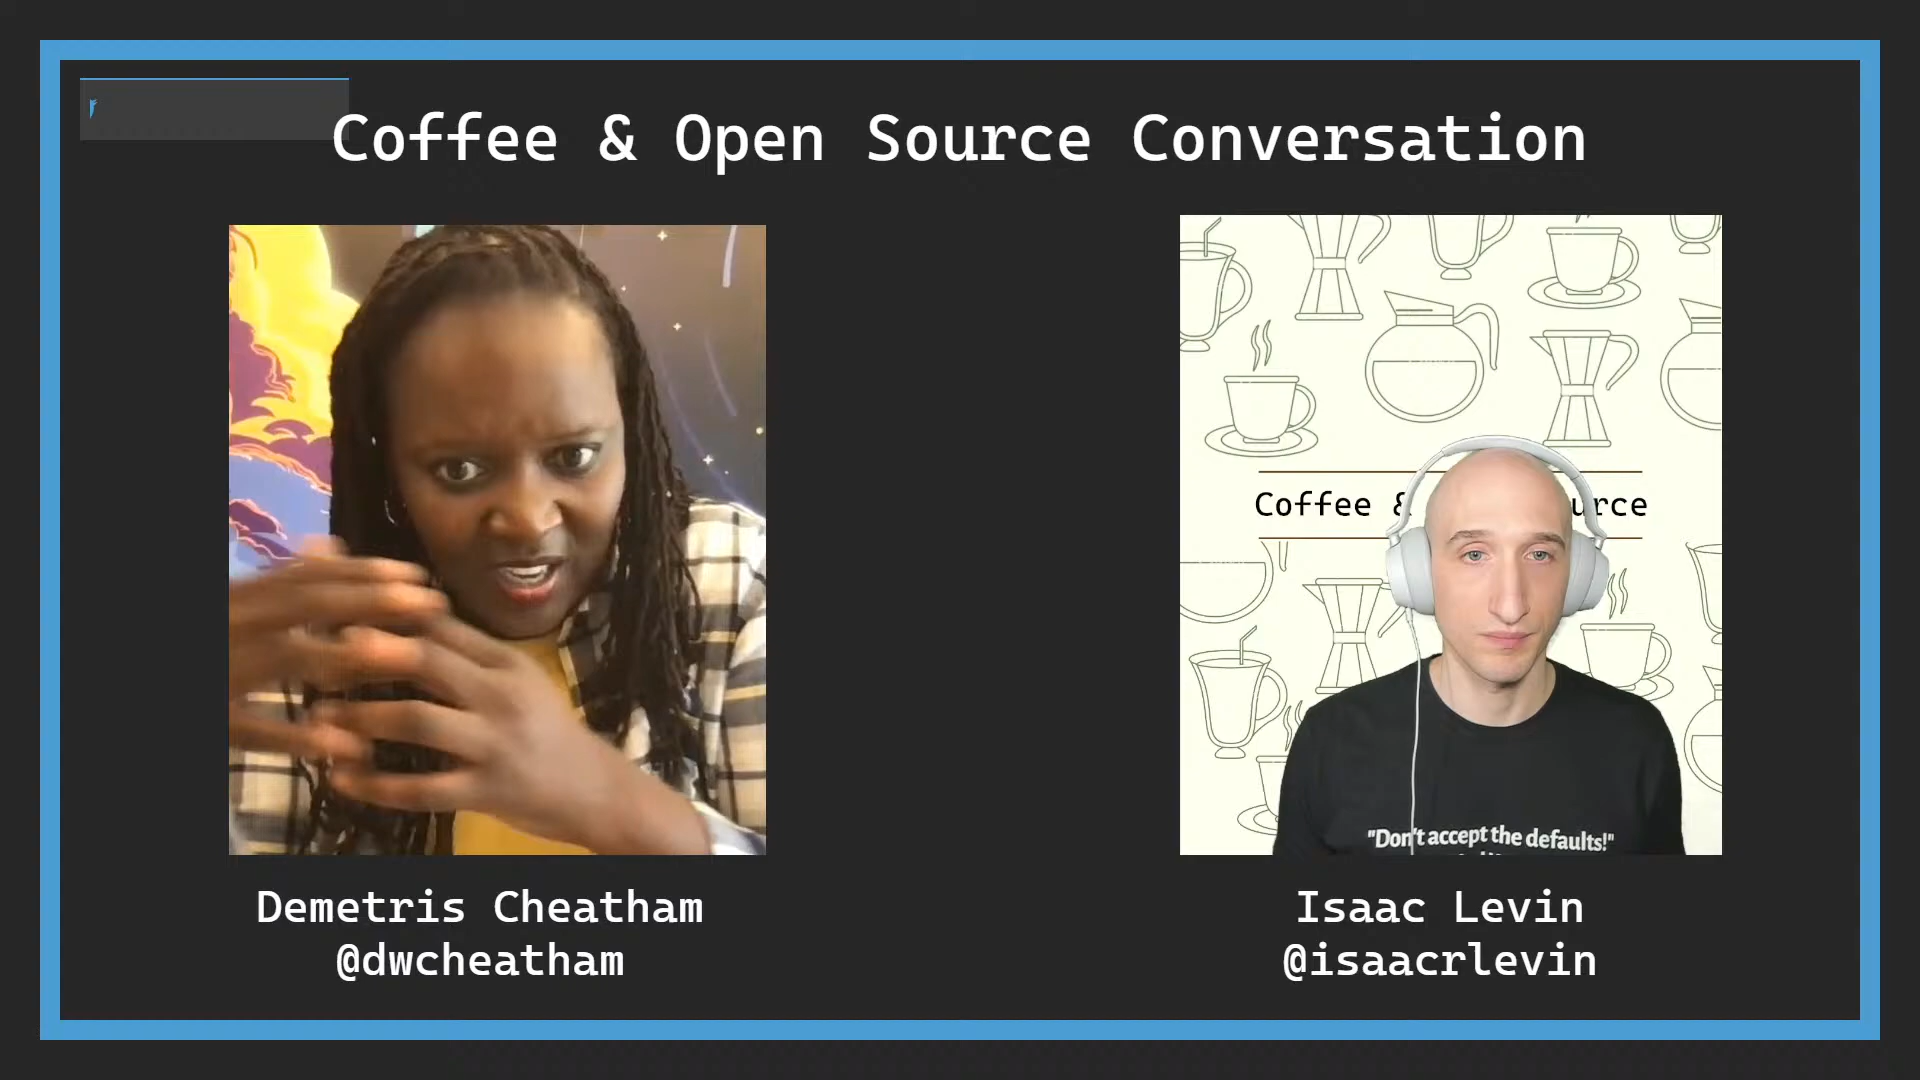 Coffee & Open Source Conversation
Coffee & urce
"Don't accept the defaults!"
Demetris Cheatham
@dwcheatham
Isaac Levin
@isaacrlevin